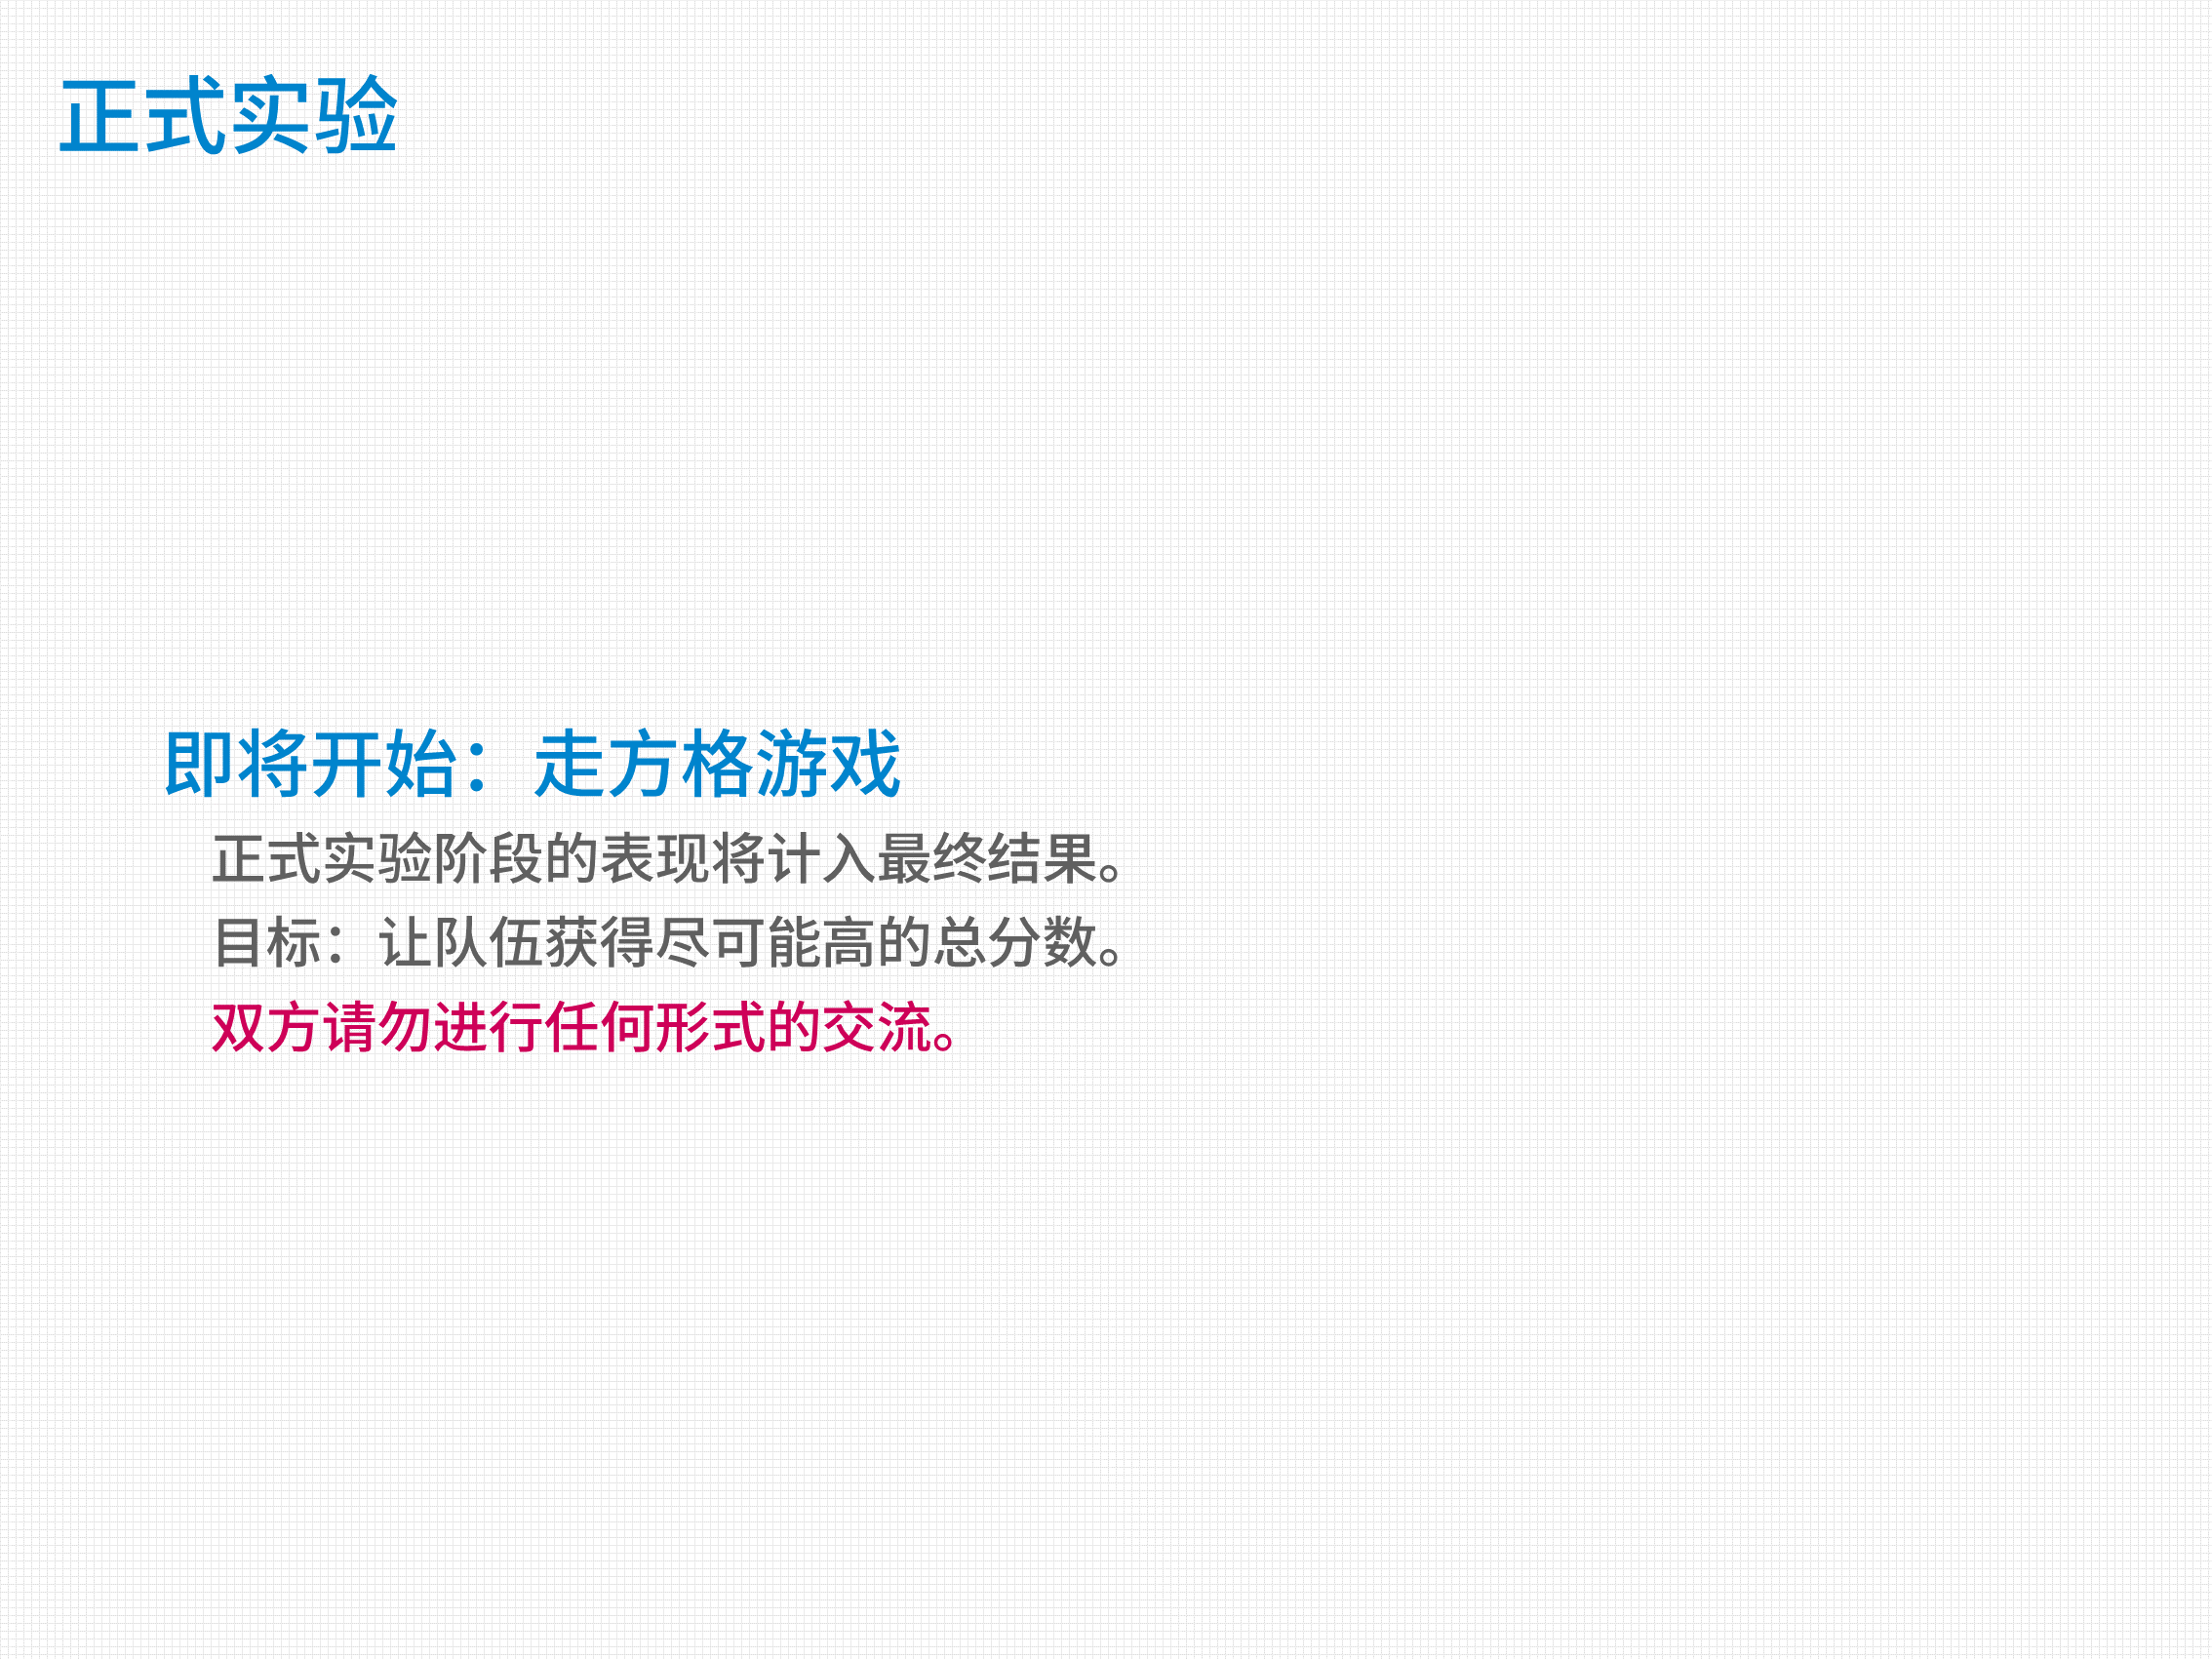 正式实验
即将开始：走方格游戏
正式实验阶段的表现将计入最终结果。
目标：让队伍获得尽可能高的总分数。
双方请勿进行任何形式的交流。